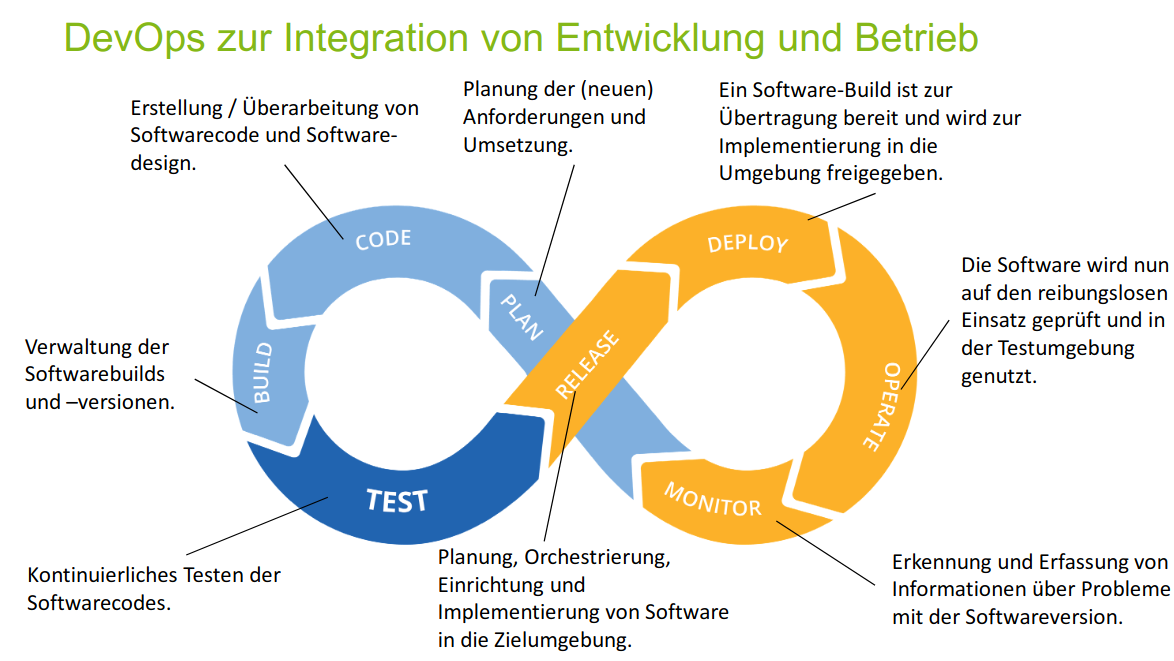 DevOps zur Integration von Entwicklung und Betrieb
Erstellung / Überarbeitung von
Softwarecode und Software-
design.
Planung der (neuen)
Anforderungen und
Umsetzung.
Ein Software-Build ist zur
Übertragung bereit und wird zur
Implementierung in die
Umgebung freigegeben.
CODE
DEPLOY
PLAN
RELEASE
BUILD
OPERATE
TEST
MONITOR
Die Software wird nun
auf den reibungslosen
Einsatz geprüft und in
der Testumgebung
genutzt.
Verwaltung der
Softwarebuilds
und –versionen.
Kontinuierliches Testen der
Softwarecodes.
Planung, Orchestrierung,
Einrichtung und
Implementierung von Software
in die Zielumgebung.
Erkennung und Erfassung von
Informationen über Probleme
mit der Softwareversion.